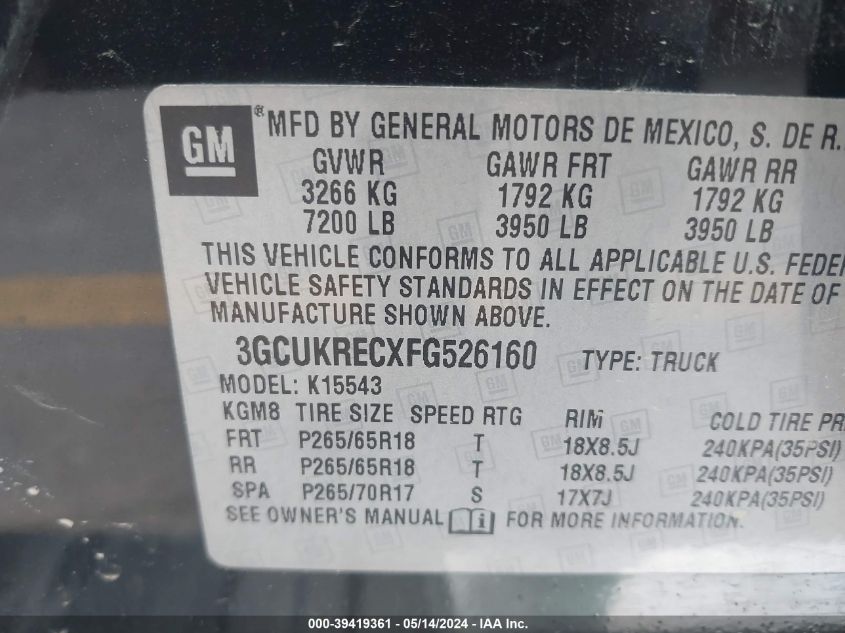 GM ® MFD BY GENERAL MOTORS DE MEXICO, S. DE R.
GVWR GAWR FRT GAWR RR
3266 KG 1792 KG 1792 KG
7200 LB 3950 LB 3950 LB
THIS VEHICLE CONFORMS TO ALL APPLICABLE U.S. FEDER
VEHICLE SAFETY STANDARDS IN EFFECT ON THE DATE OF
MANUFACTURE SHOWN ABOVE.
3GCUKRECXFG526160 TYPE: TRUCK
MODEL: K15543
KGM8 TIRE SIZE SPEED RTG RIM COLD TIRE PR
FRT P265/65R18 T 18X8.5J 240KPA(35PSI)
RR P265/65R18 T 18X8.5J 240KPA(35PSI)
SPA P265/70R17 S 17X7J 240KPA(35PSI)
SEE OWNER'S MANUAL i FOR MORE INFORMATION.
000-39419361 / 05/14/2024 - IAA Inc.